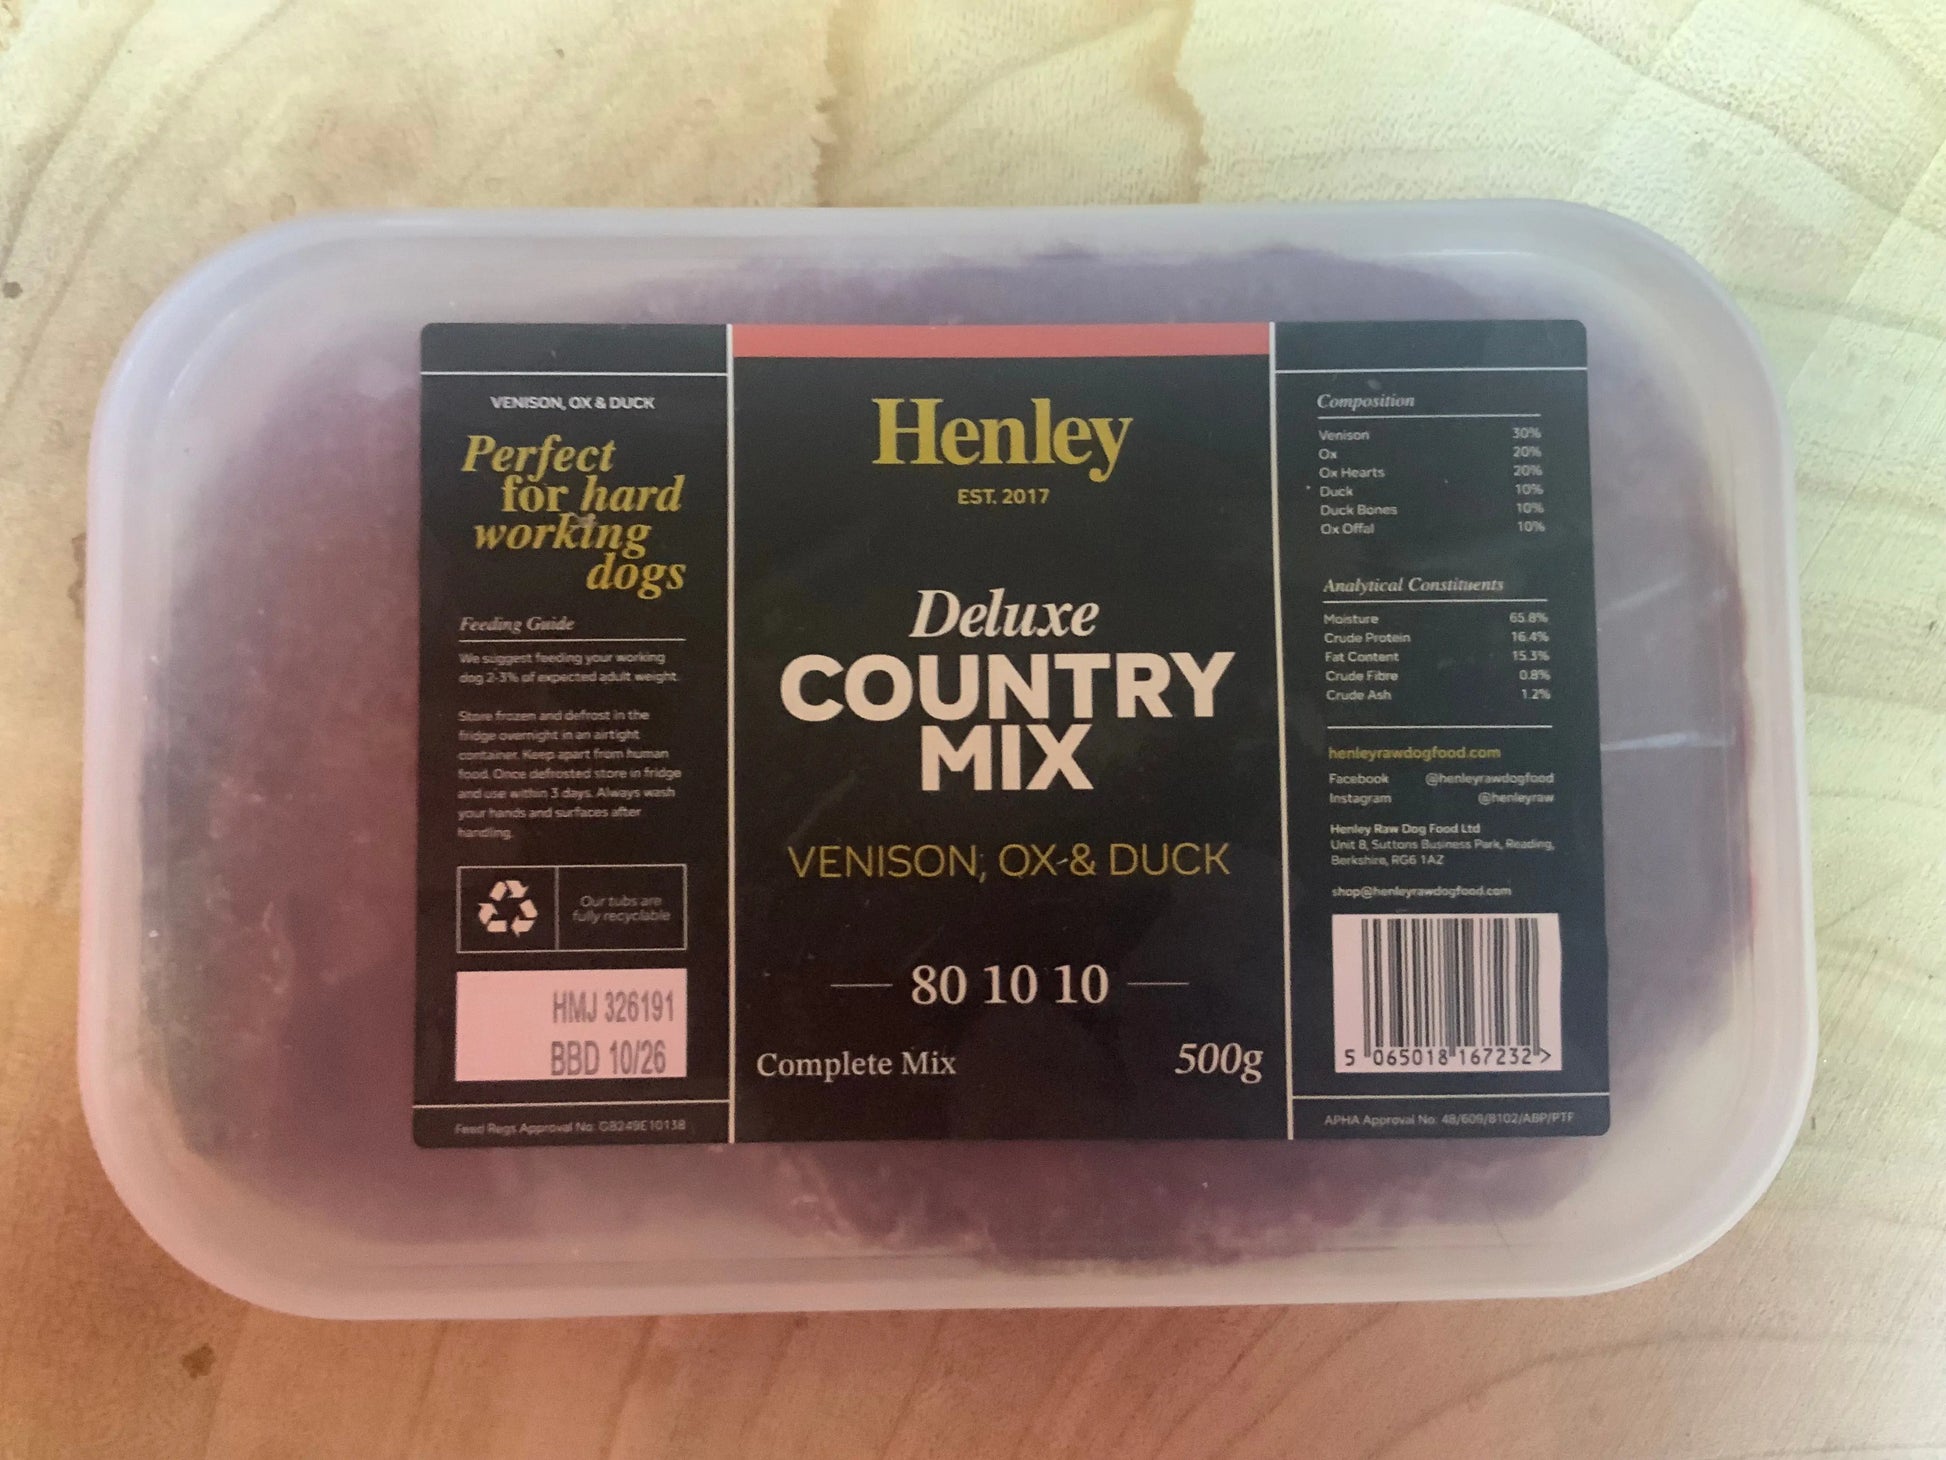 VENISON, OX & DUCK
Perfect
for hard
working
dogs
Feeding Guide
We suggest feeding your working
dog 2-3% of expected adult weight.
Store frozen and defrost in the
fridge overnight in an airtight
container. Keep apart from human
food. Once defrosted store in fridge
and use within 3 days. Always wash
your hands and surfaces after
handling.
Our tubs are
fully recyclable
HMJ 326191
BBD 10/26
Feed Regs Approval No: GB249E10138
Henley
EST. 2017
Deluxe
COUNTRY
MIX
VENISON, OX & DUCK
80 10 10
Complete Mix 500g
Composition
Venison 30%
Ox 20%
Ox Hearts 20%
Duck 10%
Duck Bones 10%
Ox Offal 10%
Analytical Constituents
Moisture 65.8%
Crude Protein 16.4%
Fat Content 15.3%
Crude Fibre 0.8%
Crude Ash 1.2%
henleyrawdogfood.com
Facebook @henleyrawdogfood
Instagram @henleyraw
Henley Raw Dog Food Ltd
Unit 8, Suttons Business Park, Reading,
Berkshire, RG6 1AZ
shop@henleyrawdogfood.com
5 065018 167232 >
APHA Approval No: 48/609/8102/ABP/PTF